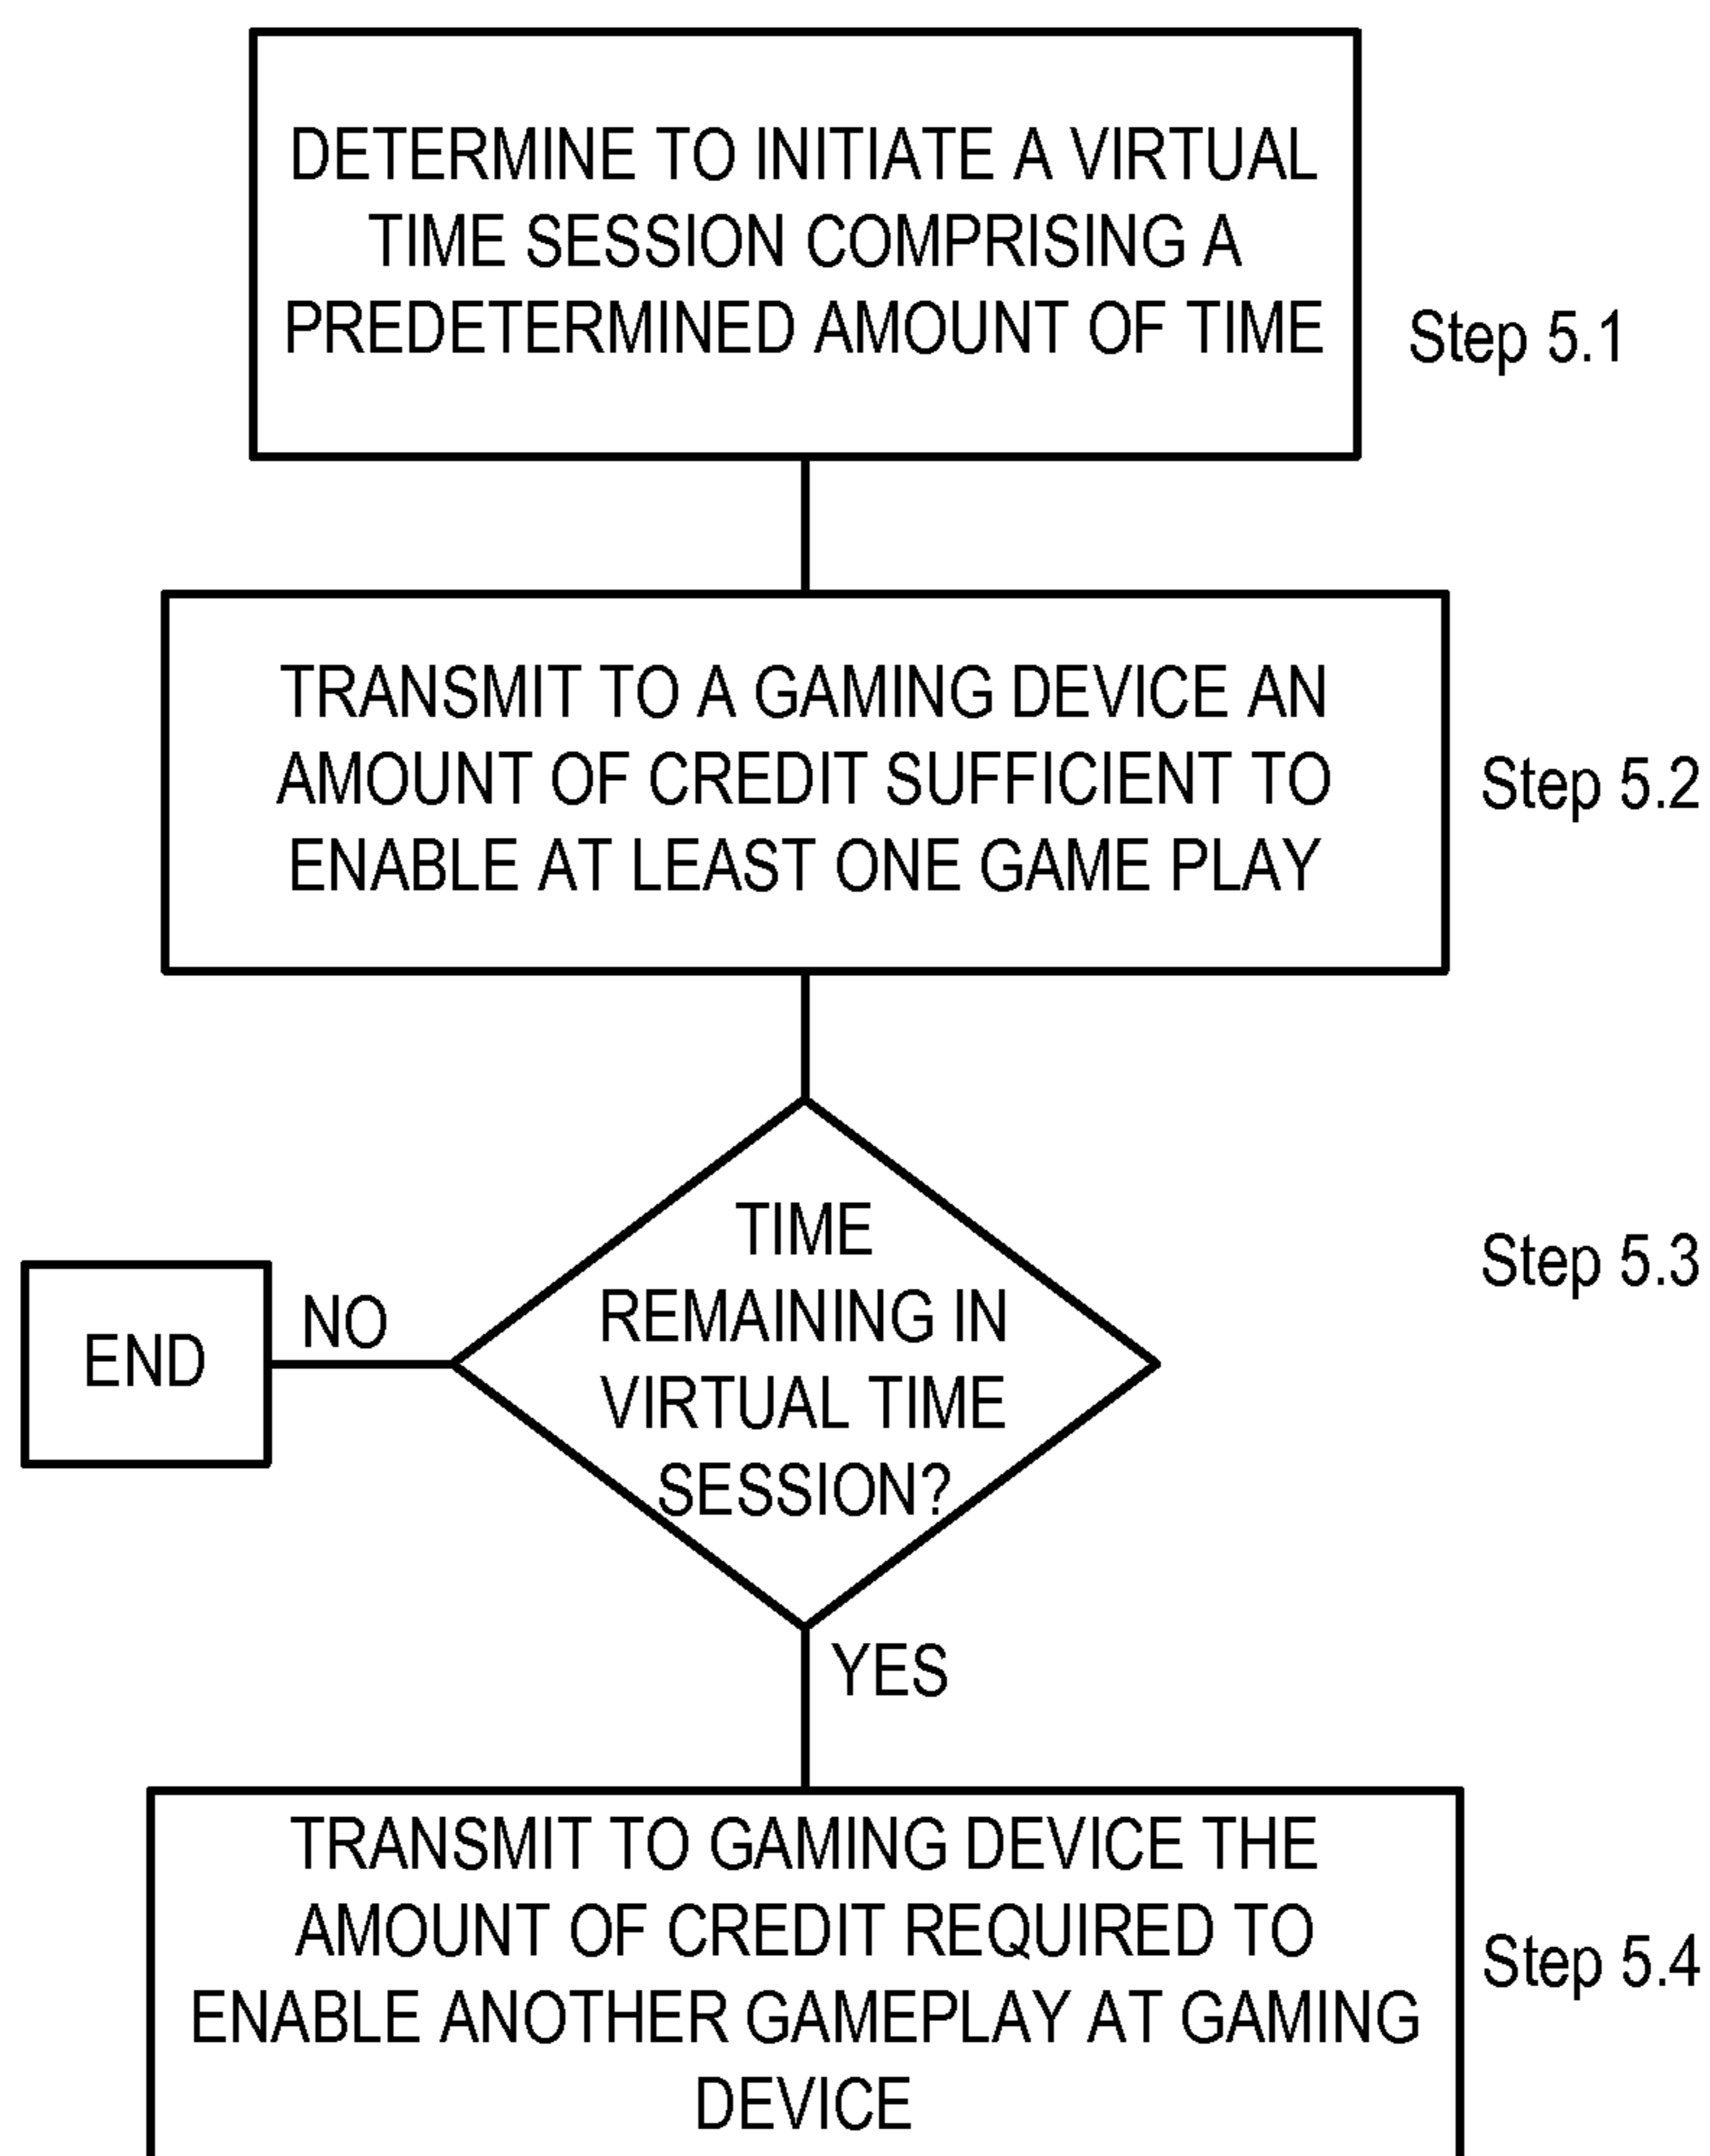 DETERMINE TO INITIATE A VIRTUAL
TIME SESSION COMPRISING A
PREDETERMINED AMOUNT OF TIME
Step 5.1
TRANSMIT TO A GAMING DEVICE AN
AMOUNT OF CREDIT SUFFICIENT TO
ENABLE AT LEAST ONE GAME PLAY
Step 5.2
TIME
REMAINING IN
VIRTUAL TIME
SESSION?
Step 5.3
NO
END
YES
TRANSMIT TO GAMING DEVICE THE
AMOUNT OF CREDIT REQUIRED TO
ENABLE ANOTHER GAMEPLAY AT GAMING
DEVICE
Step 5.4